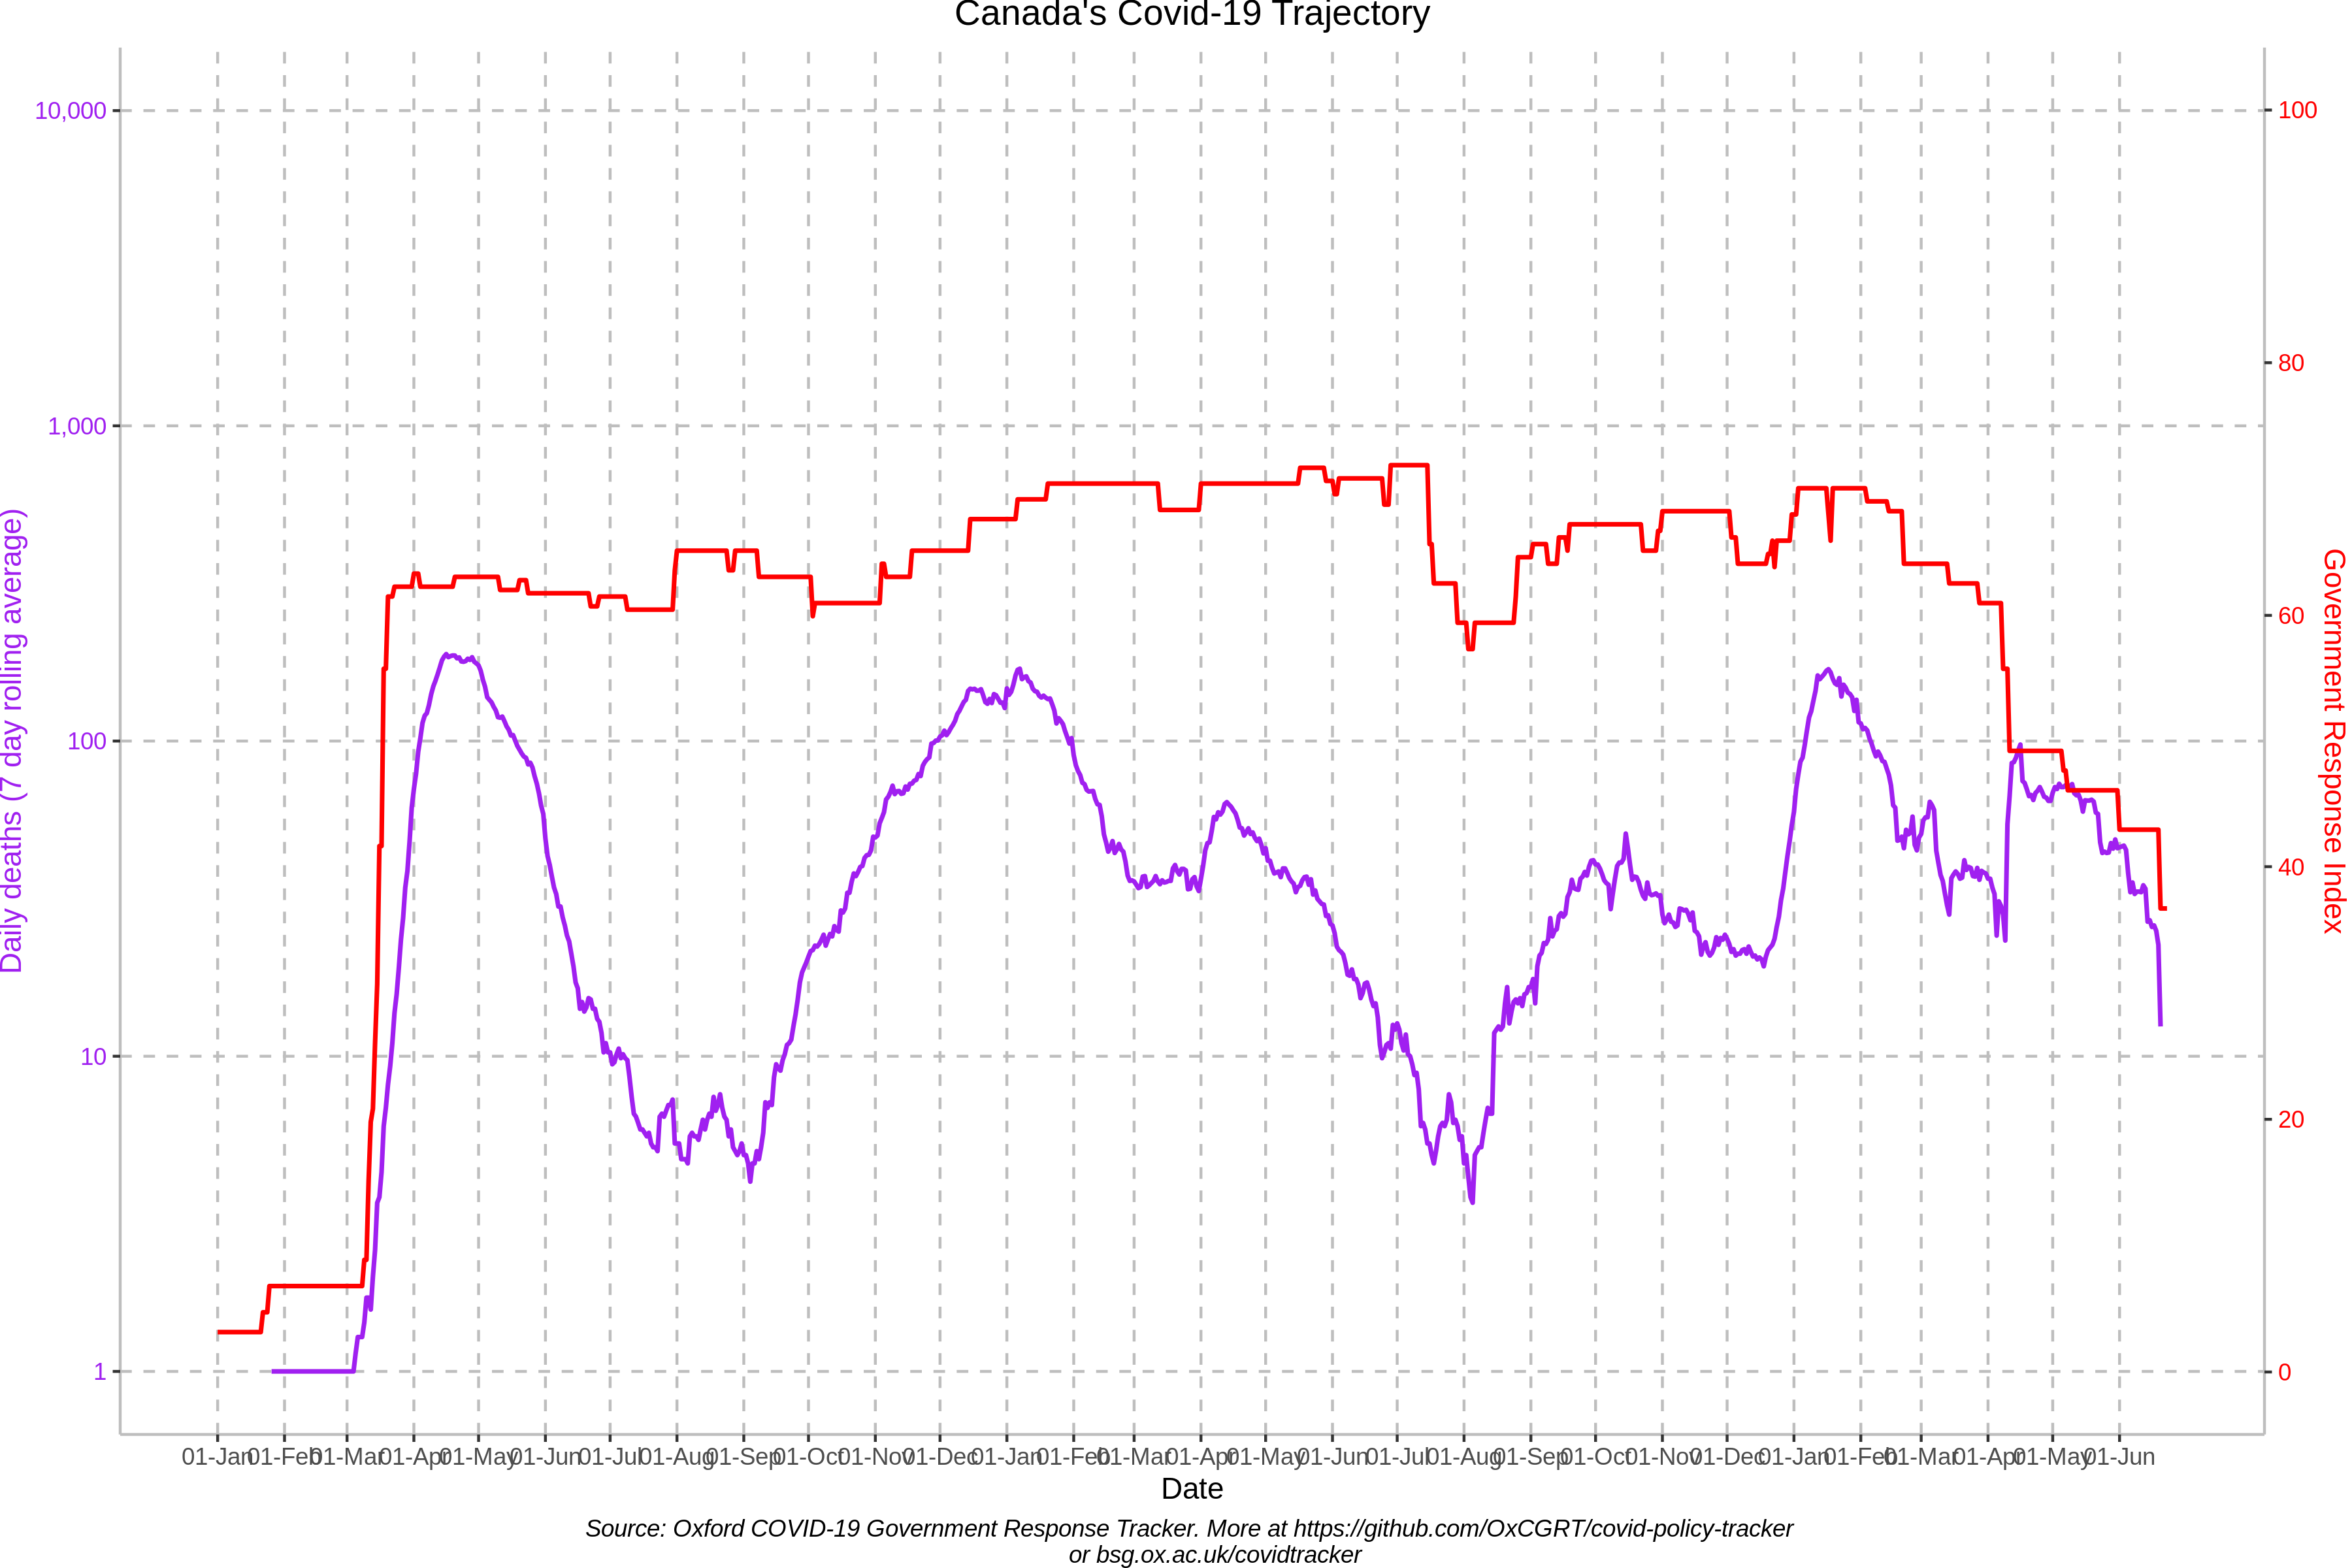 Canada's Covid-19 Trajectory
10,000
1,000
100
10
1
Daily deaths (7 day rolling average)
100
80
60
40
20
0
Government Response Index
01-Jan 01-Feb 01-Mar 01-Apr 01-May 01-Jun 01-Jul 01-Aug 01-Sep 01-Oct 01-Nov 01-Dec 01-Jan 01-Feb 01-Mar 01-Apr 01-May 01-Jun 01-Jul 01-Aug 01-Sep 01-Oct 01-Nov 01-Dec 01-Jan 01-Feb 01-Mar 01-Apr 01-May 01-Jun
Date
Source: Oxford COVID-19 Government Response Tracker. More at https://github.com/OxCGRT/covid-policy-tracker
or bsg.ox.ac.uk/covidtracker